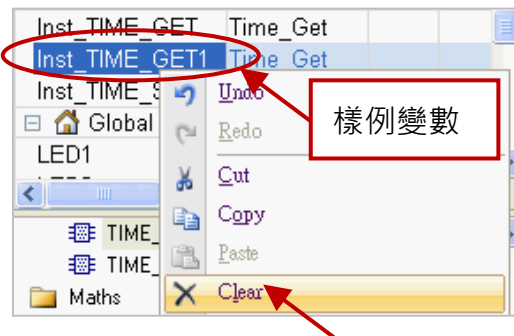 Inst_TIME_GET Time_Get
Inst_TIME_GET1 Time_Get
Inst_TIME_S
Undo
樣例變數
Global
Redo
LED1
Cut
Copy
TIME_
Paste
TIME_
Maths
Clear